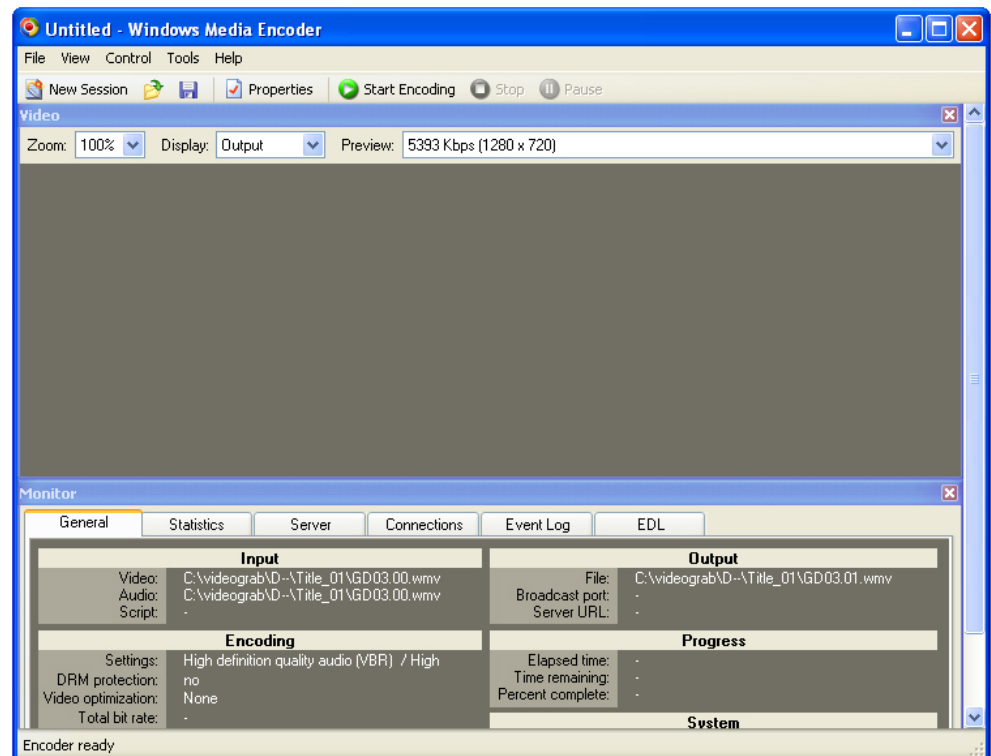 Untitled - Windows Media Encoder
File View Control Tools Help
New Session Properties Start Encoding Stop Pause
Video
Zoom: 100% Display: Output Preview: 5393 Kbps (1280 x 720)
Monitor
General Statistics Server Connections Event Log EDL
Input
Video: C:\videograb\D--\Title_01\GD03.00.wmv
Audio: C:\videograb\D--\Title_01\GD03.00.wmv
Script: -
Output
File: C:\videograb\D--\Title_01\GD03.01.wmv
Broadcast port: -
Server URL: -
Encoding
Settings: High definition quality audio (VBR) / High
DRM protection: no
Video optimization: None
Total bit rate: -
Progress
Elapsed time: -
Time remaining: -
Percent complete: -
System
Encoder ready